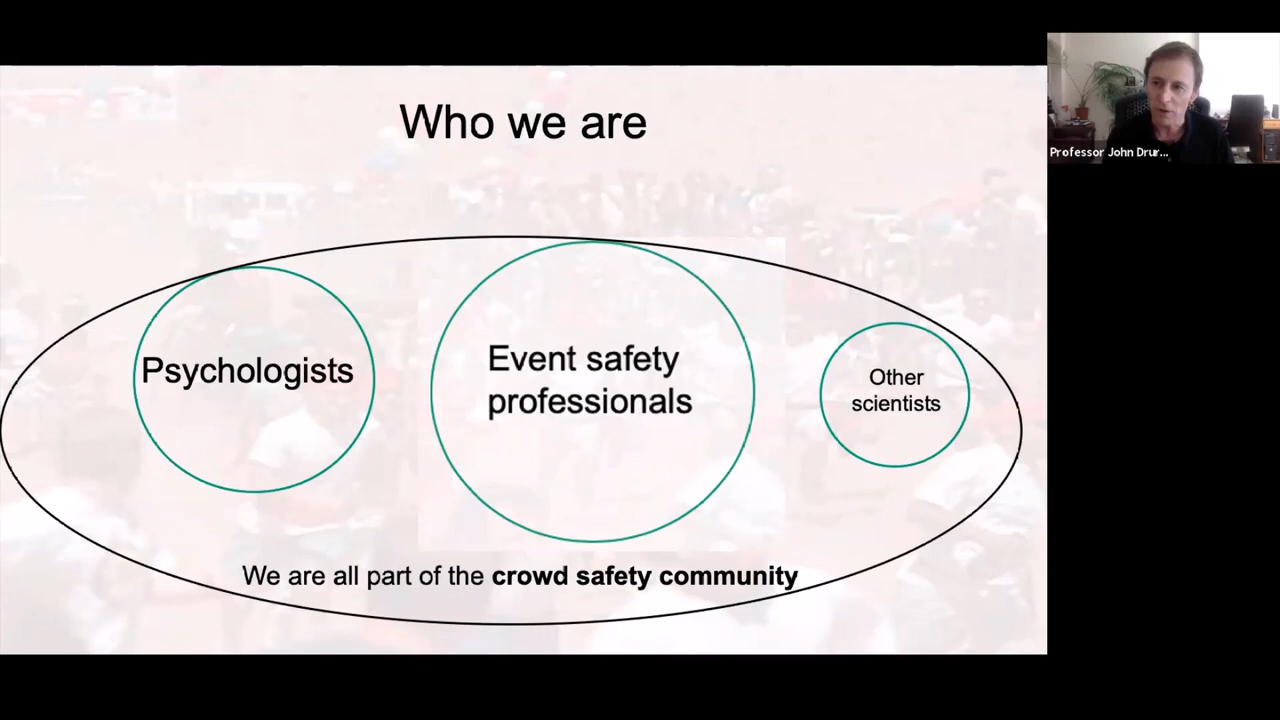 Who we are
Psychologists
Event safety
professionals
Other
scientists
We are all part of the crowd safety community
Professor John Drur...